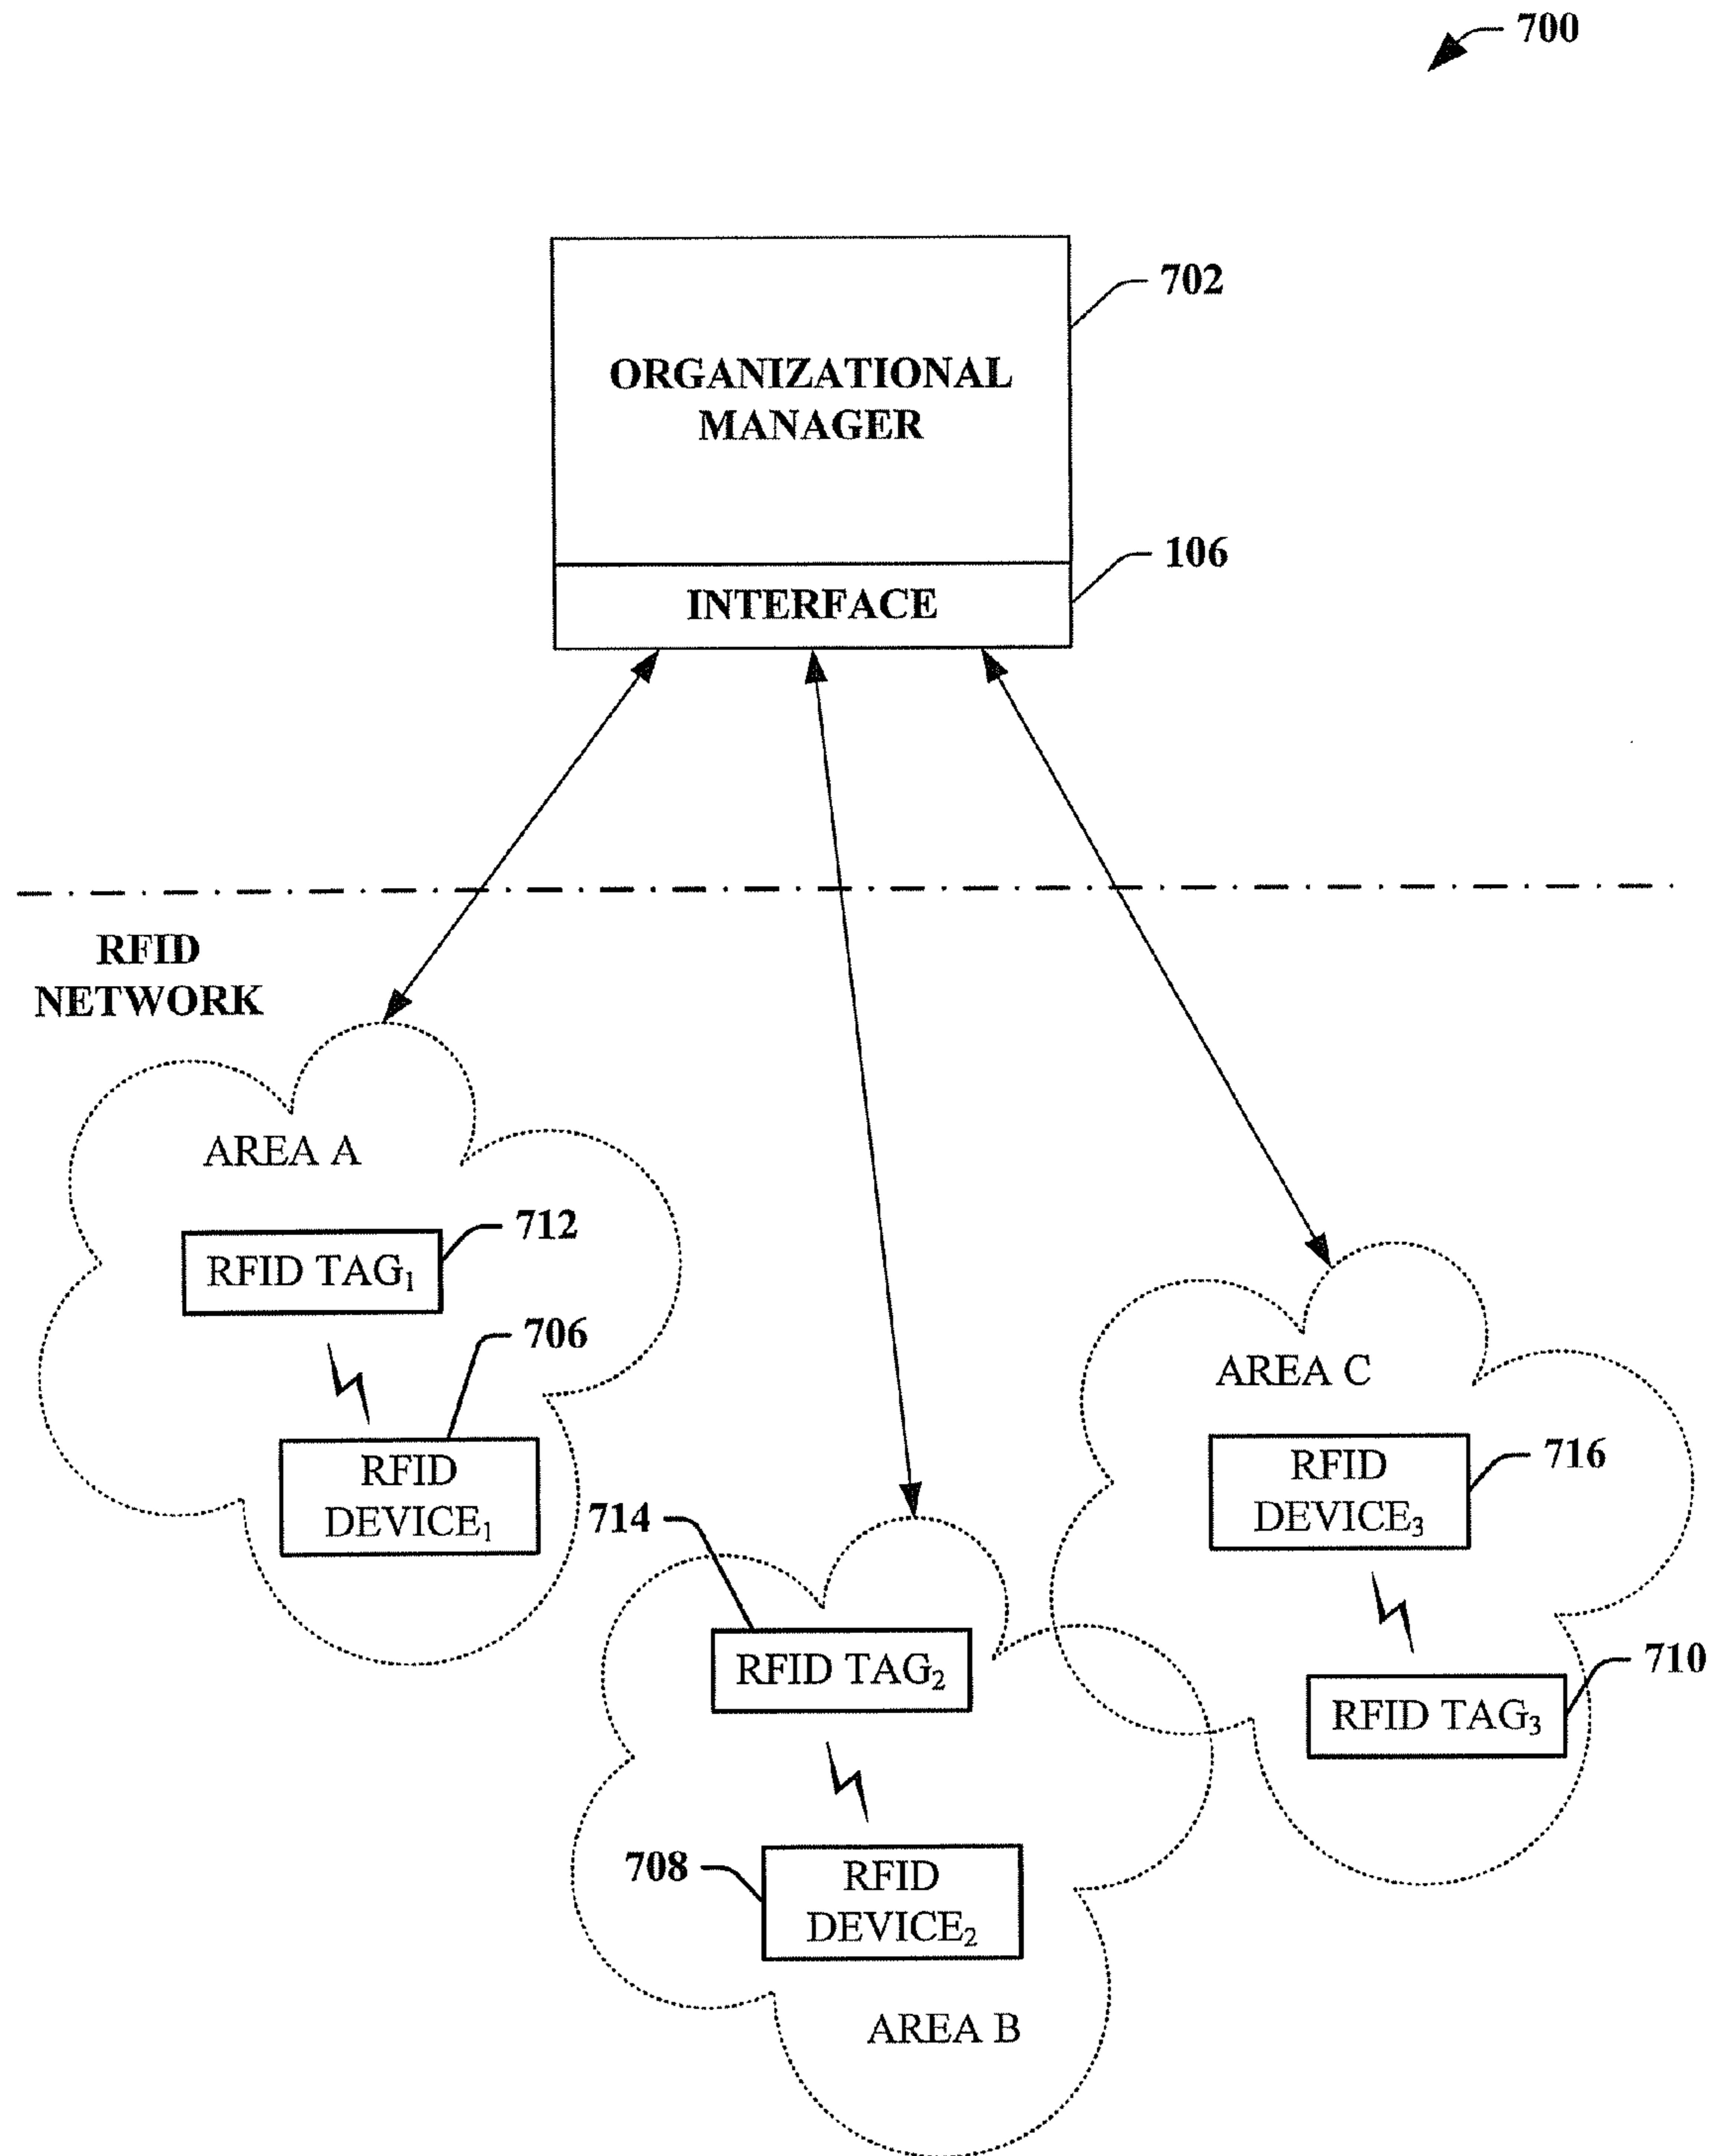 700
702
ORGANIZATIONAL
MANAGER
106
INTERFACE
RFID
NETWORK
AREA A
712
RFID TAG₁
706
RFID
DEVICE₁
AREA C
716
RFID
DEVICE₃
714
RFID TAG₂
710
RFID TAG₃
708
RFID
DEVICE₂
AREA B